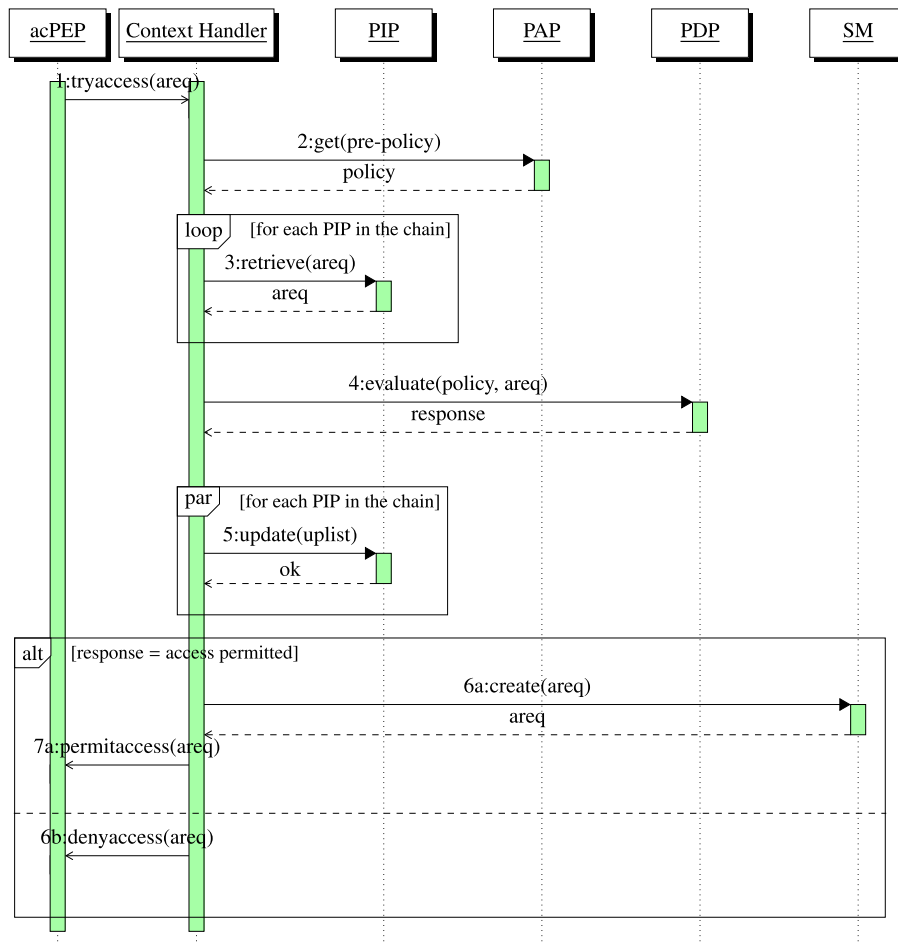 acPEP
Context Handler
PIP
PAP
PDP
SM
1:tryaccess(areq)
2:get(pre-policy)
policy
loop
[for each PIP in the chain]
3:retrieve(areq)
areq
4:evaluate(policy, areq)
response
par
[for each PIP in the chain]
5:update(uplist)
ok
alt
[response = access permitted]
6a:create(areq)
areq
7a:permitaccess(areq)
6b:denyaccess(areq)